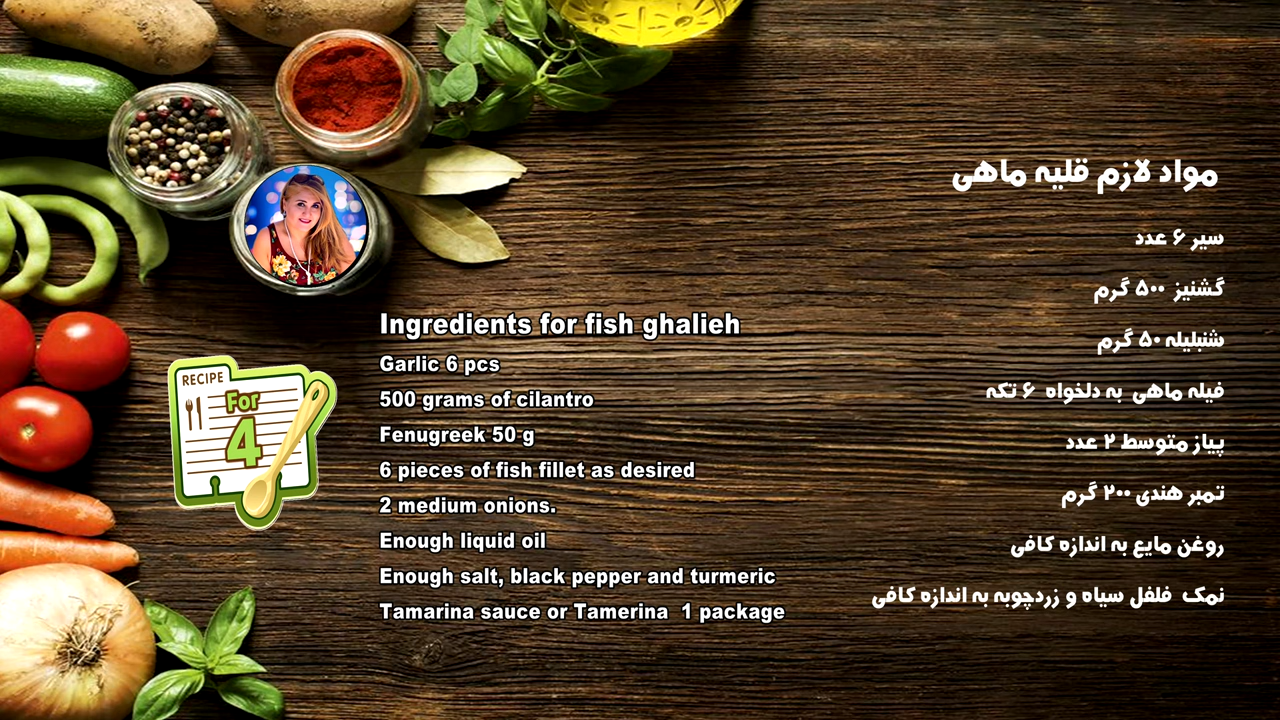 مواد لازم قلیه ماهی
سیر ۶ عدد
گشنیز ۵۰۰ گرم
شنبلیله ۵۰ گرم
فیله ماهی به دلخواه ۶ تکه
پیاز متوسط ۲ عدد
تمبر هندی ۲۰۰ گرم
روغن مایع به اندازه کافی
نمک فلفل سیاه و زردچوبه به اندازه کافی
Ingredients for fish ghalieh
Garlic 6 pcs
500 grams of cilantro
Fenugreek 50 g
6 pieces of fish fillet as desired
2 medium onions.
Enough liquid oil
Enough salt, black pepper and turmeric
Tamarina sauce or Tamerina 1 package
RECIPE
For
4